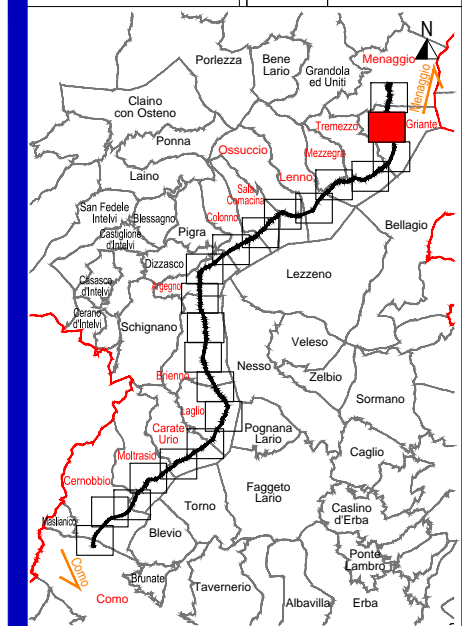 N
Menaggio
Menaggio
Porlezza
Bene
Lario
Grandola
ed Uniti
Claino
con Osteno
Tremezzo
Griante
Ponna
Ossuccio
Mezzegra
Laino
Lenno
Sala
Comacina
San Fedele
Intelvi
Blessagno
Colonno
Bellagio
Pigra
Castiglione
d'Intelvi
Dizzasco
Lezzeno
Casasco
d'Intelvi
Argegno
Cerano
d'Intelvi
Schignano
Veleso
Nesso
Zelbio
Brienno
Sormano
Laglio
Carate
Urio
Pognana
Lario
Caglio
Moltrasio
Cernobbio
Faggeto
Lario
Torno
Caslino
d'Erba
Maslianico
Blevio
Ponte
Lambro
Como
Brunate
Tavernerio
Como
Albavilla
Erba